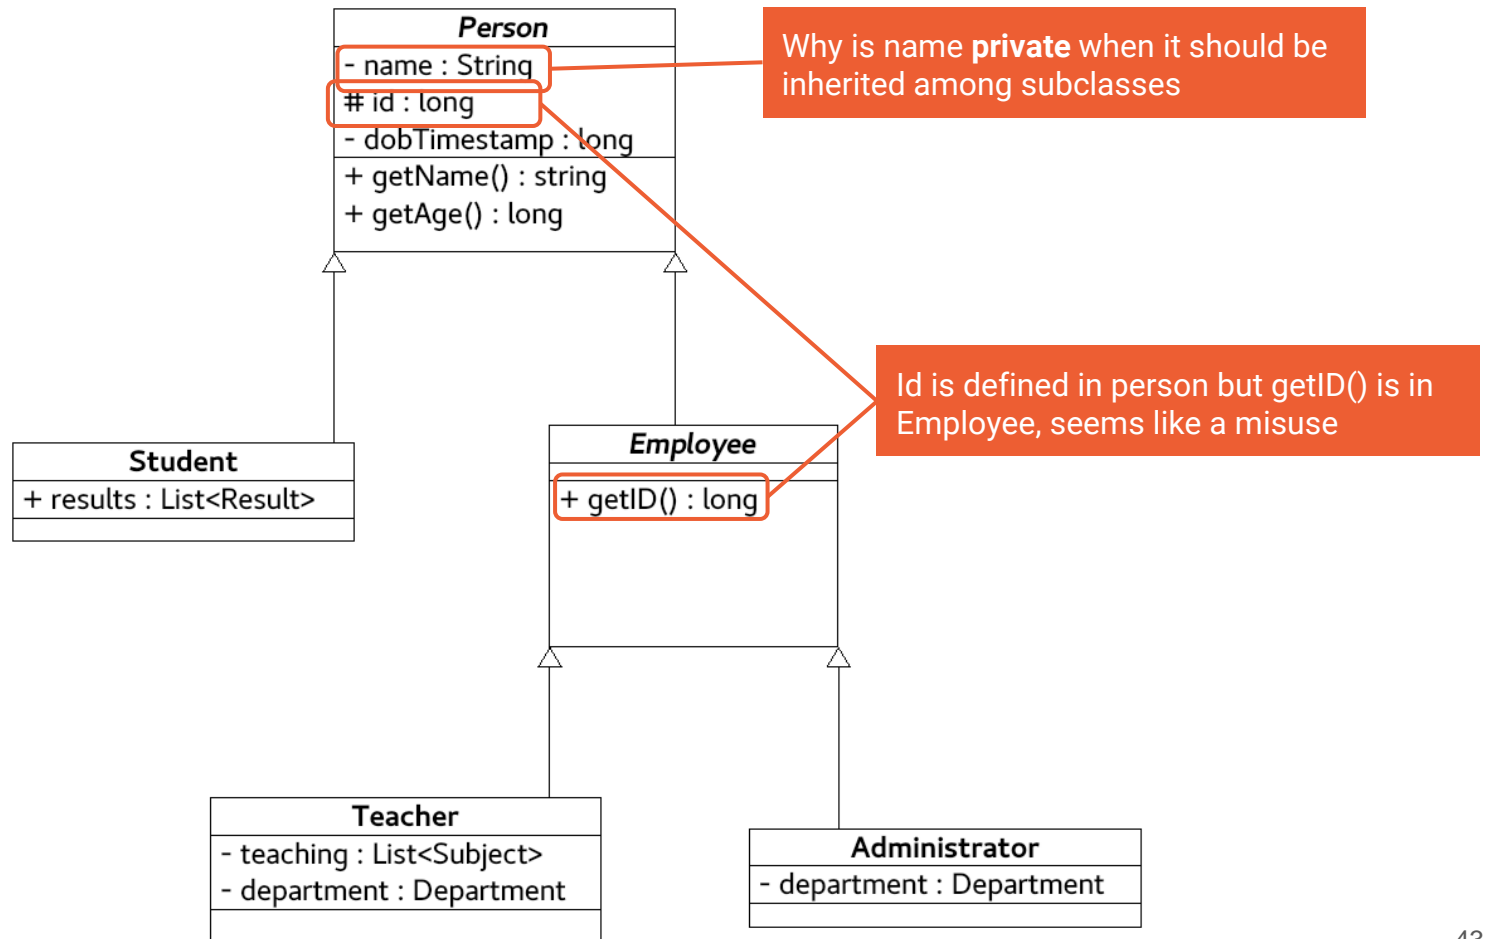 Person
- name : String
# id : long
- dobTimestamp : long
+ getName() : string
+ getAge() : long
Why is name private when it should be
inherited among subclasses
Id is defined in person but getID() is in
Employee, seems like a misuse
Student
+ results : List<Result>
Employee
+ getID() : long
Teacher
- teaching : List<Subject>
- department : Department
Administrator
- department : Department